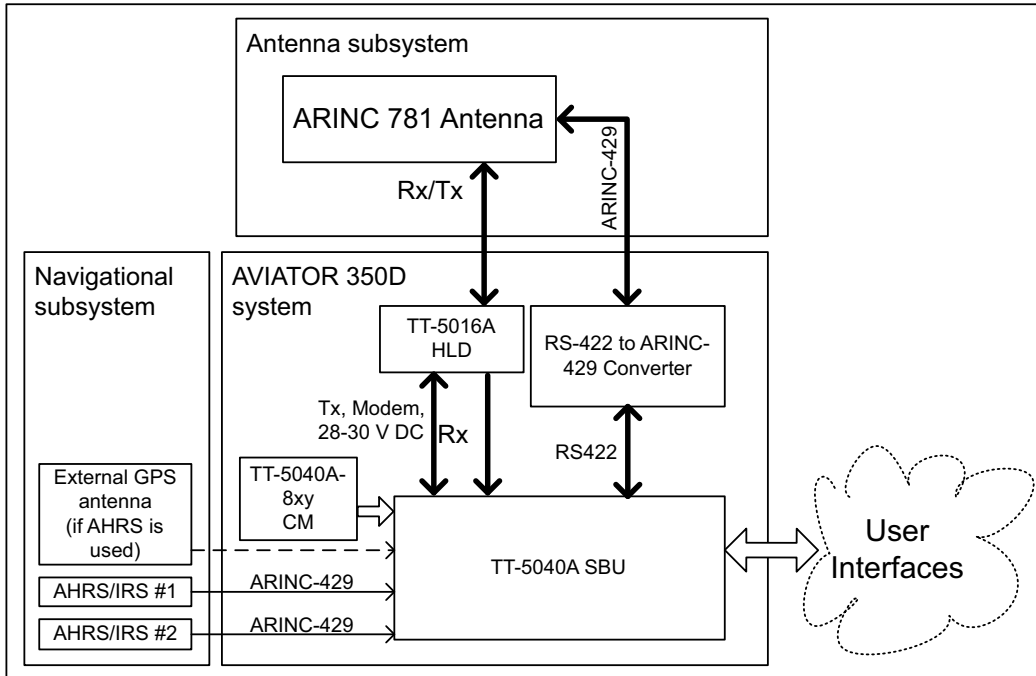 Antenna subsystem
ARINC 781 Antenna
Rx/Tx
ARINC-429
Navigational
subsystem
AVIATOR 350D
system
TT-5016A
HLD
RS-422 to ARINC-
429 Converter
Tx, Modem,
28-30 V DC
Rx
RS422
External GPS
antenna
(if AHRS is
used)
TT-5040A-
8xy
CM
TT-5040A SBU
User
Interfaces
AHRS/IRS #1
ARINC-429
AHRS/IRS #2
ARINC-429